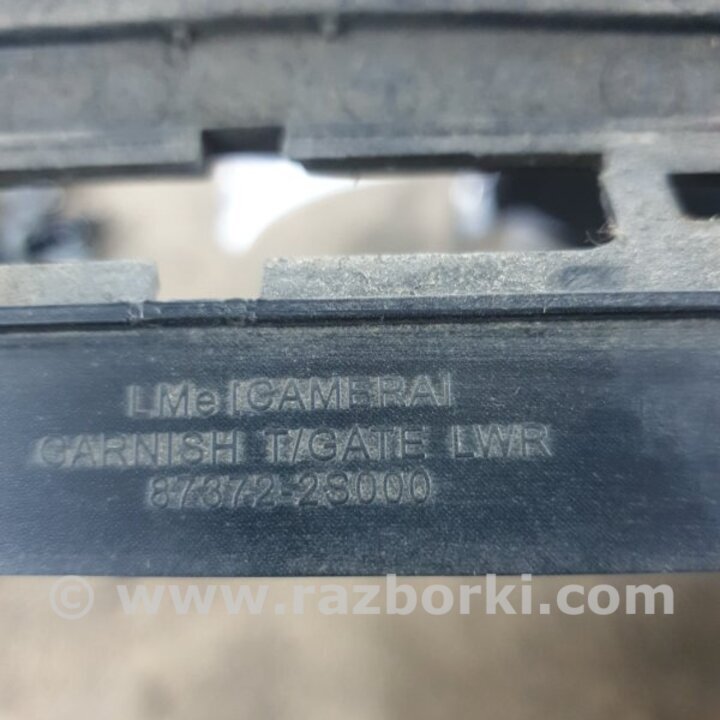 LMe [CAMERA]
GARNISH T/GATE LWR
87372-2S000
© www.razborki.com